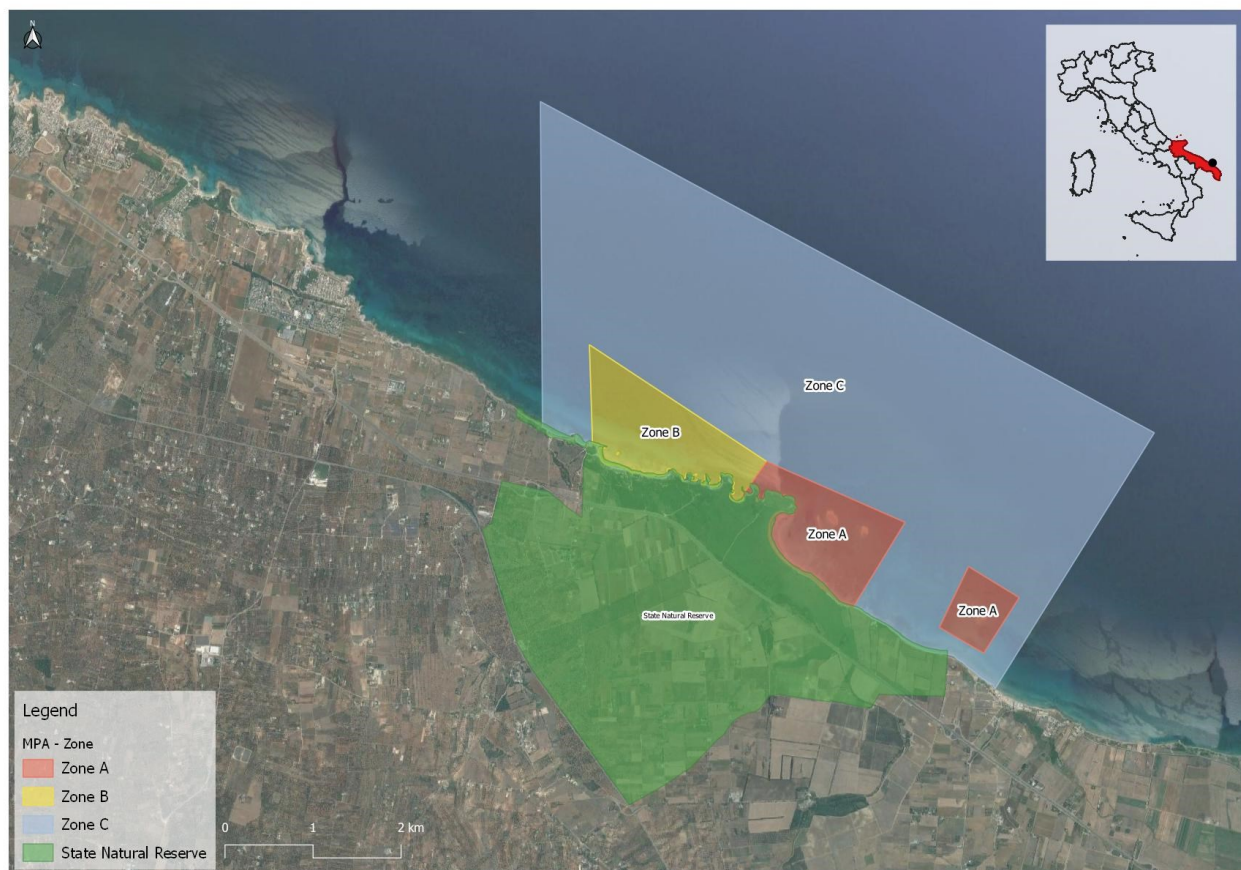 N
Zone C
Zone B
Zone A
Zone A
State Natural Reserve
Legend
MPA - Zone
Zone A
Zone B
Zone C
State Natural Reserve
0 1 2 km